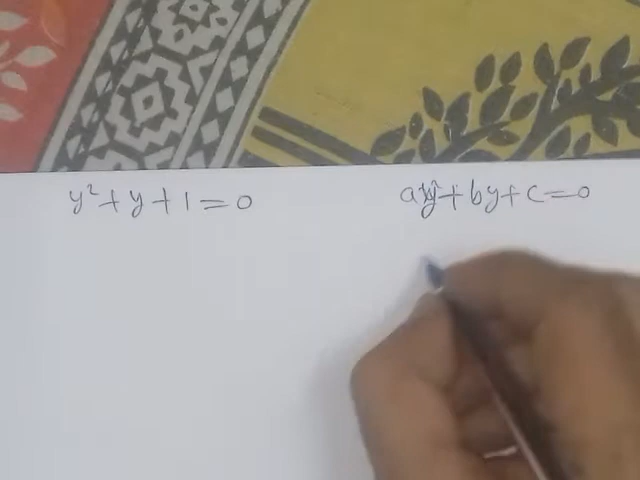 y² + y + 1 = 0
ay² + by + c = 0